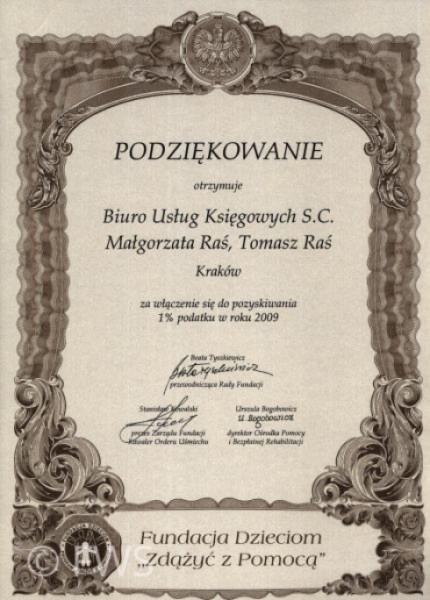 PODZIĘKOWANIE
otrzymuje
Biuro Usług Księgowych S.C.
Małgorzata Raś, Tomasz Raś
Kraków
za włączenie się do pozyskiwania
1% podatku w roku 2009
Beata Tyszkiewicz
przewodnicząca Rady Fundacji
Stanisław Kowalski
prezes Zarządu Fundacji
Kawaler Orderu Uśmiechu
Urszula Bogobowicz
U. Bogobowicz
dyrektor Ośrodka Pomocy
i Bezpłatnej Rehabilitacji
Fundacja Dzieciom
„Zdążyć z Pomocą”